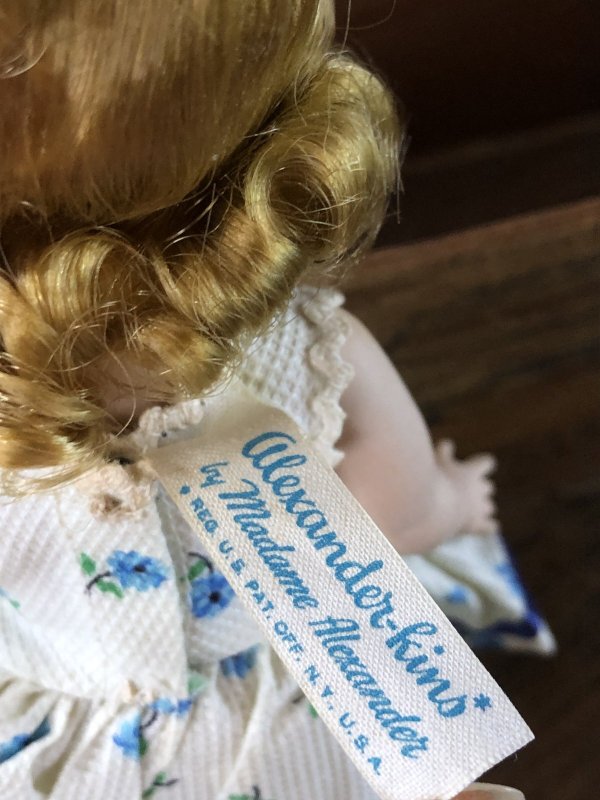 Alexander-kins*
by Madame Alexander
* REG. U.S. PAT. OFF. N.Y. U.S.A.